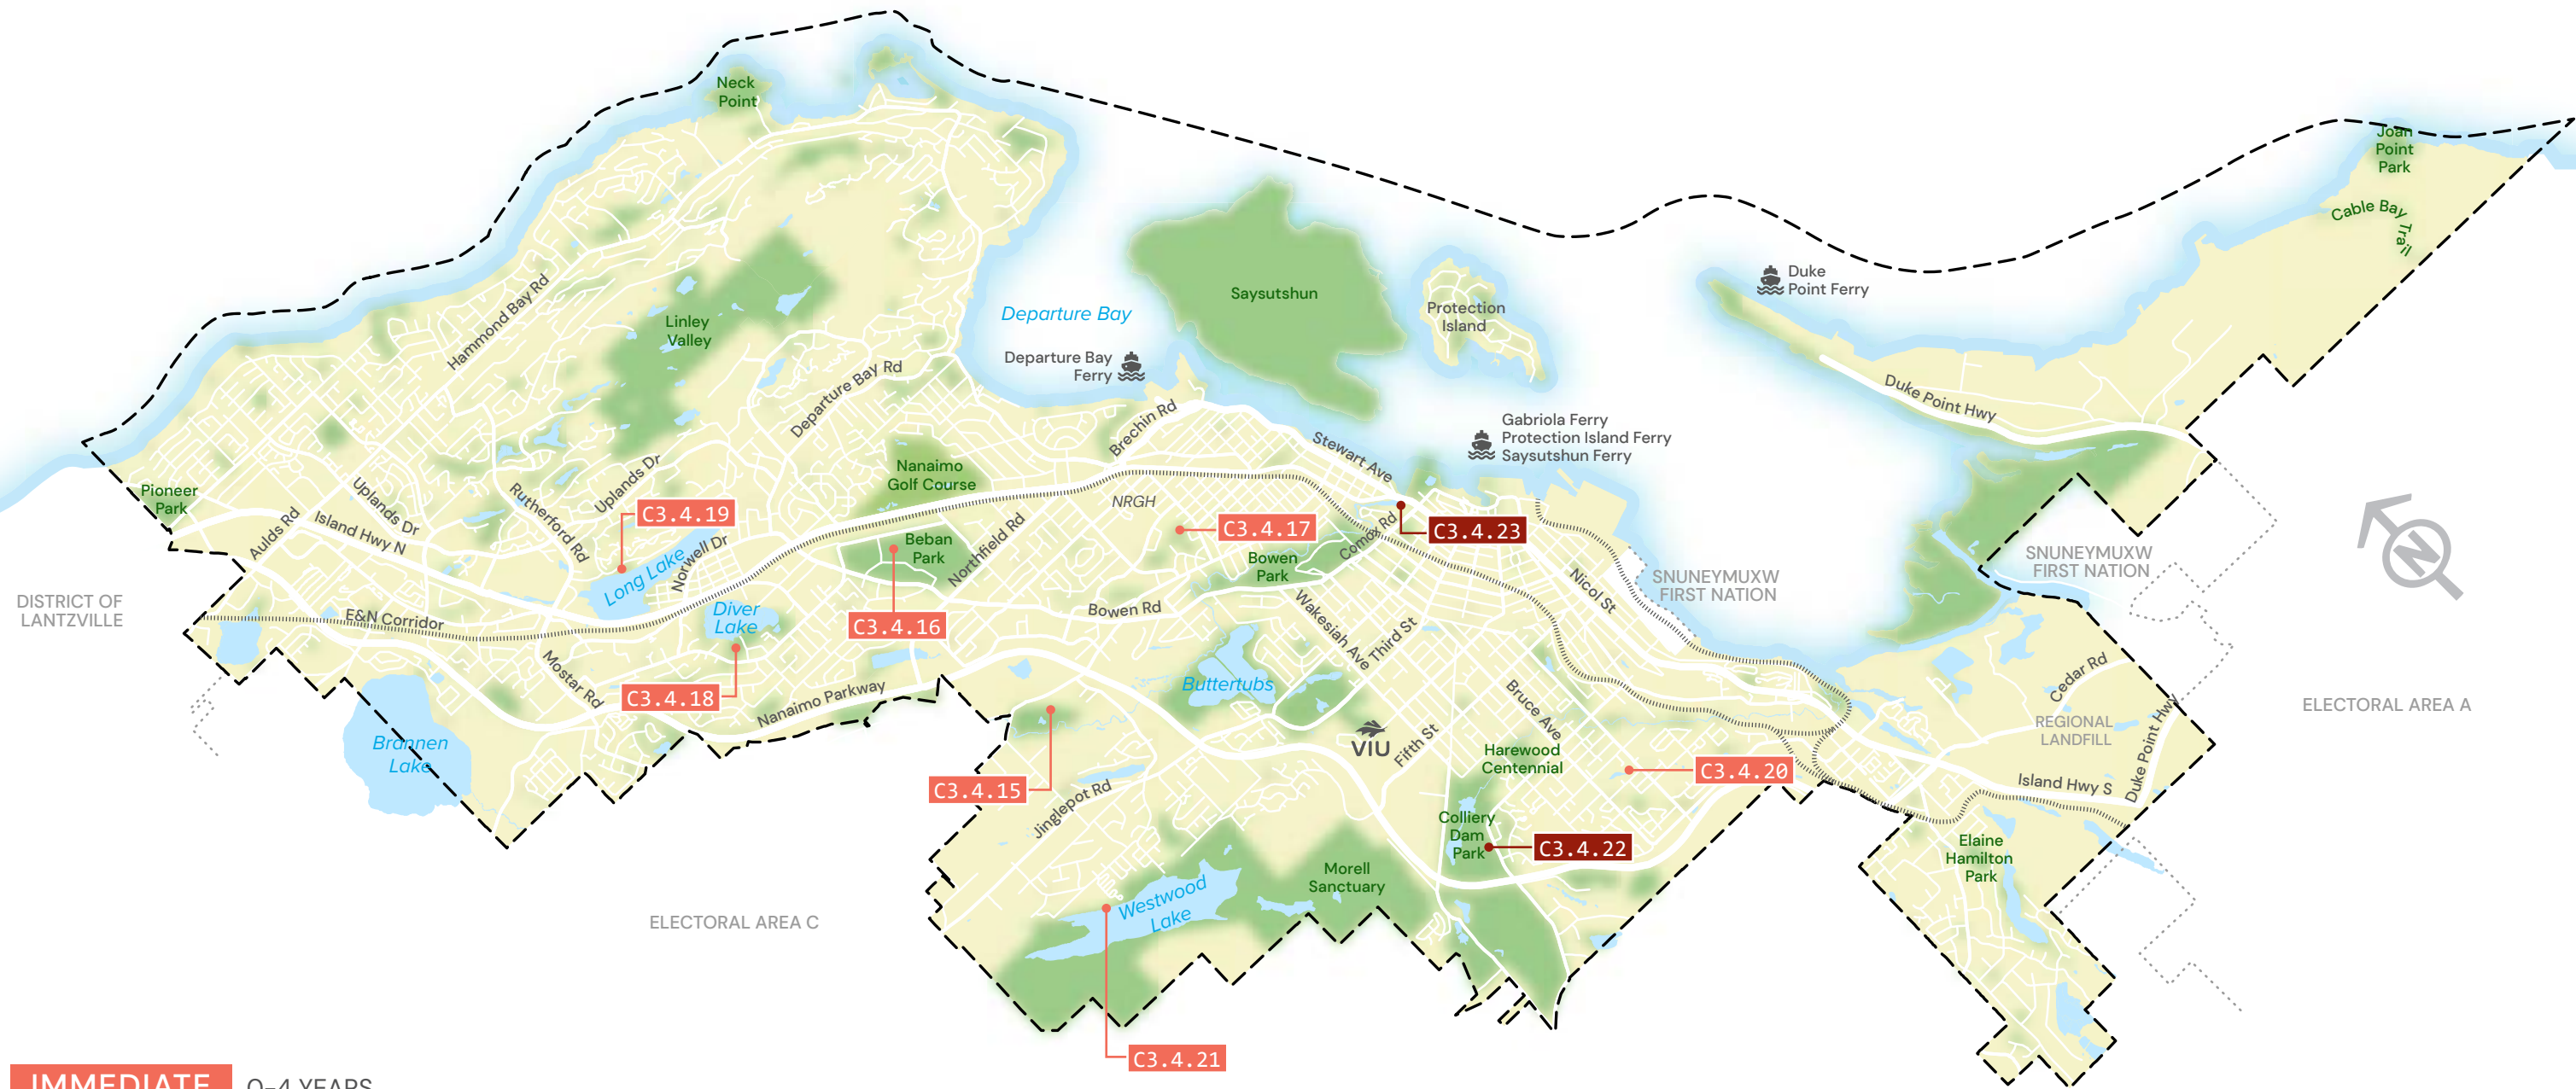 Neck
Point
Joan
Point
Park
Cable Bay
Trail
Duke
Point Ferry
Saysutshun
Protection
Island
Departure Bay
Linley
Valley
Hammond Bay Rd
Departure Bay
Ferry
Departure Bay Rd
Duke Point Hwy
Brechin Rd
Gabriola Ferry
Protection Island Ferry
Saysutshun Ferry
Stewart Ave
Nanaimo
Golf Course
Uplands Dr
Pioneer
Park
Uplands Dr
Rutherford Rd
NRGH
C3.4.19
C3.4.17
C3.4.23
Aulds Rd
Island Hwy N
Norwell Dr
Beban
Park
Northfield Rd
Comox Rd
Bowen
Park
SNUNEYMUXW
FIRST NATION
N
Long Lake
SNUNEYMUXW
FIRST NATION
Nicol St
DISTRICT OF
LANTZVILLE
E&N Corridor
Diver
Lake
C3.4.16
Bowen Rd
Wakesiah Ave
Third St
Mostar Rd
C3.4.18
Nanaimo Parkway
Buttertubs
Bruce Ave
Cedar Rd
ELECTORAL AREA A
REGIONAL
LANDFILL
Duke Point Hwy
Brannen
Lake
VIU
Fifth St
Harewood
Centennial
C3.4.20
C3.4.15
Jinglepot Rd
Island Hwy S
Colliery
Dam
Park
C3.4.22
Elaine
Hamilton
Park
Morell
Sanctuary
Westwood
Lake
ELECTORAL AREA C
C3.4.21
IMMEDIATE 0-4 YEARS